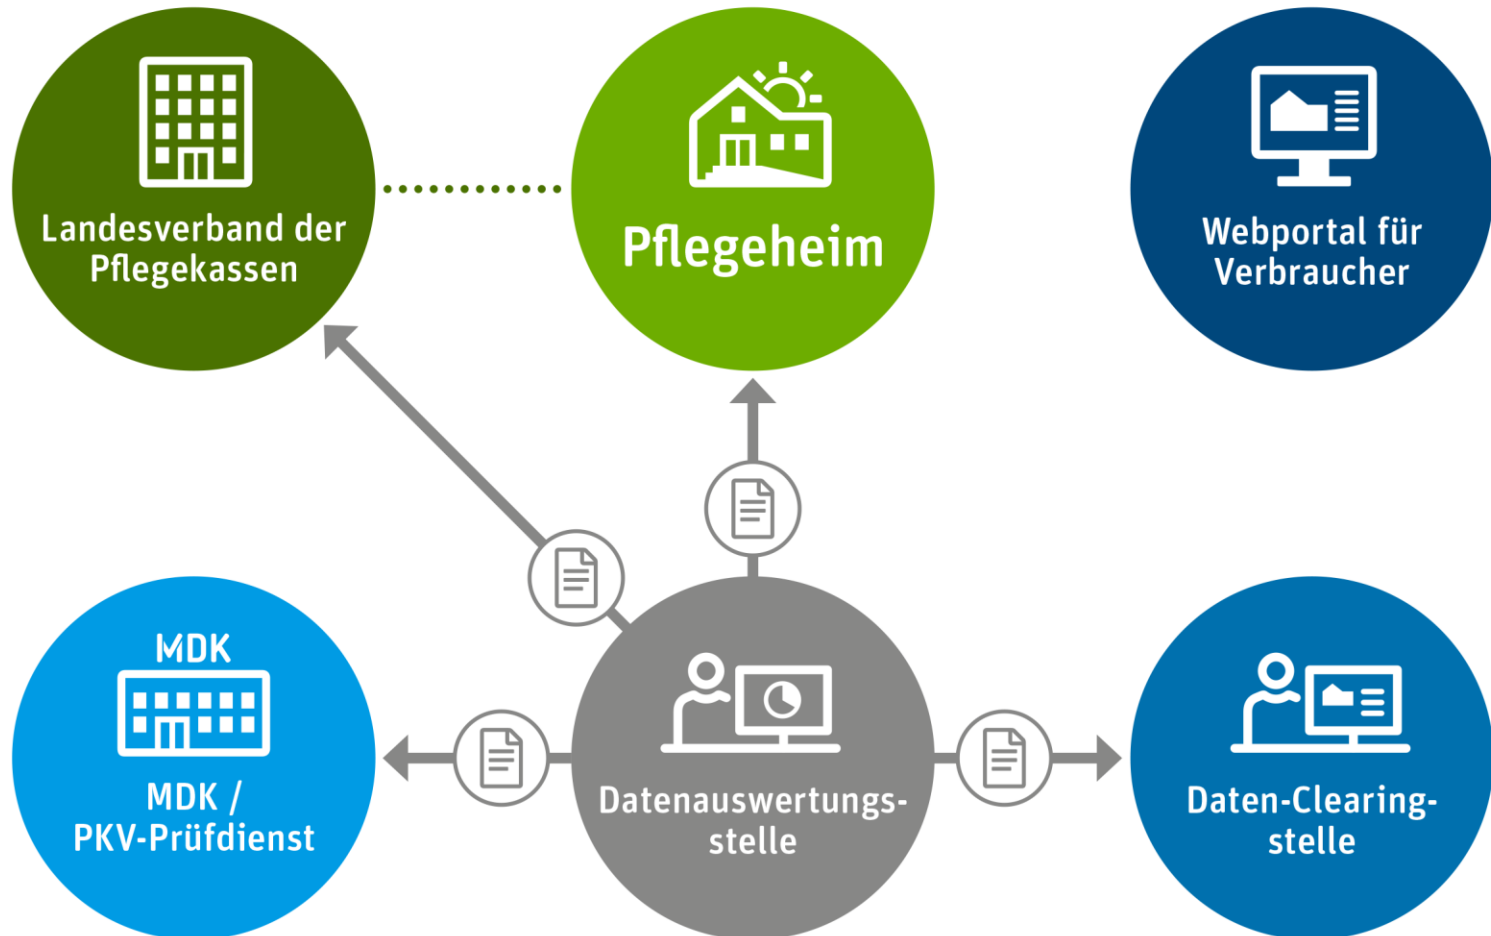 Landesverband der
Pflegekassen
Pflegeheim
Webportal für
Verbraucher
MDK
MDK /
PKV-Prüfdienst
Datenauswertungs-
stelle
Daten-Clearing-
stelle